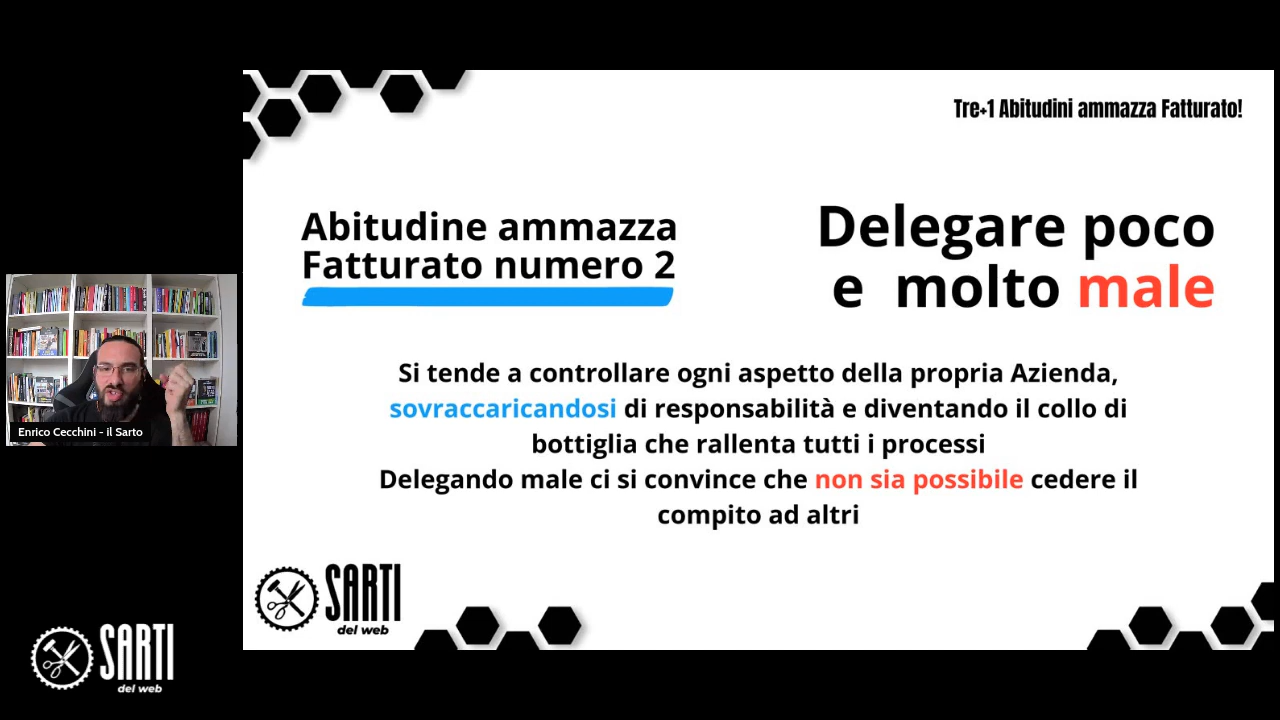 Tre+1 Abitudini ammazza Fatturato!
Abitudine ammazza
Fatturato numero 2
Delegare poco
e molto male
Si tende a controllare ogni aspetto della propria Azienda,
sovraccaricandosi di responsabilità e diventando il collo di
bottiglia che rallenta tutti i processi
Delegando male ci si convince che non sia possibile cedere il
compito ad altri
Enrico Cecchini - il Sarto
SARTI
del web
SARTI
del web